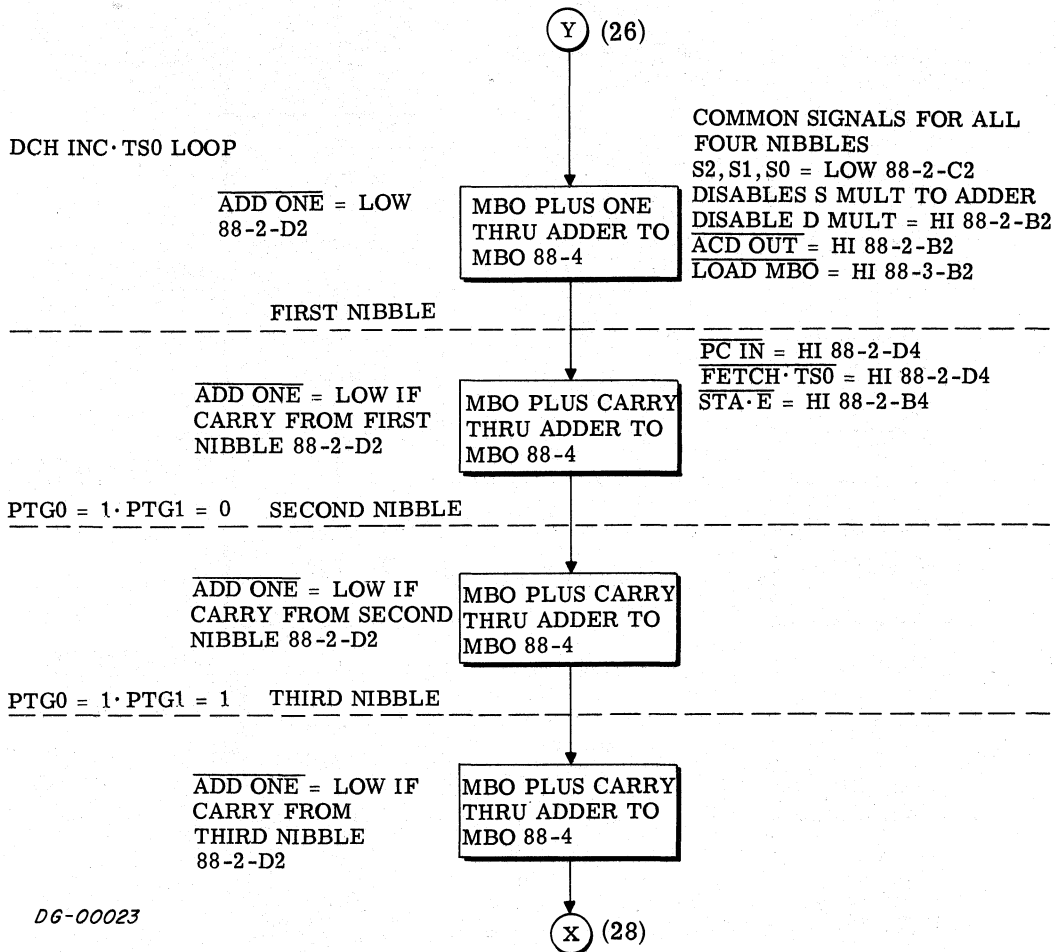 Y (26)
DCH INC·TS0 LOOP
COMMON SIGNALS FOR ALL
FOUR NIBBLES
S2, S1, S0 = LOW 88-2-C2
DISABLES S MULT TO ADDER
DISABLE D MULT = HI 88-2-B2
ACD OUT = HI 88-2-B2
LOAD MBO = HI 88-3-B2
ADD ONE = LOW
88-2-D2
MBO PLUS ONE
THRU ADDER TO
MBO 88-4
FIRST NIBBLE
PC IN = HI 88-2-D4
FETCH·TS0 = HI 88-2-D4
STA·E = HI 88-2-B4
ADD ONE = LOW IF
CARRY FROM FIRST
NIBBLE 88-2-D2
MBO PLUS CARRY
THRU ADDER TO
MBO 88-4
PTG0 = 1·PTG1 = 0 SECOND NIBBLE
ADD ONE = LOW IF
CARRY FROM SECOND
NIBBLE 88-2-D2
MBO PLUS CARRY
THRU ADDER TO
MBO 88-4
PTG0 = 1·PTG1 = 1 THIRD NIBBLE
ADD ONE = LOW IF
CARRY FROM
THIRD NIBBLE
88-2-D2
MBO PLUS CARRY
THRU ADDER TO
MBO 88-4
DG-00023
X (28)